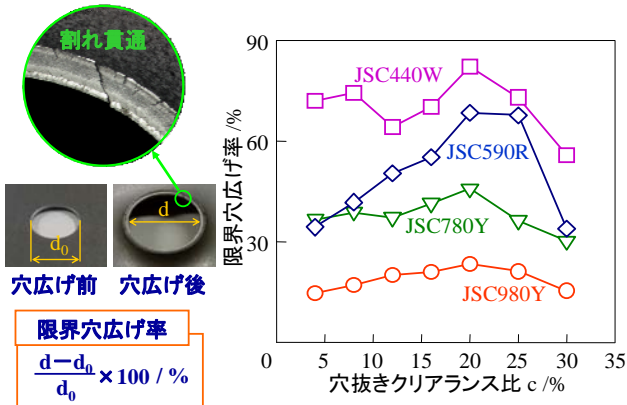 割れ貫通
d₀
d
穴広げ前 穴広げ後
限界穴広げ率
d－d₀
d₀
×100 / %
限界穴広げ率 /%
90
60
30
0
JSC440W
JSC590R
JSC780Y
JSC980Y
5 10 15 20 25 30 35
穴抜きクリアランス比 c /%